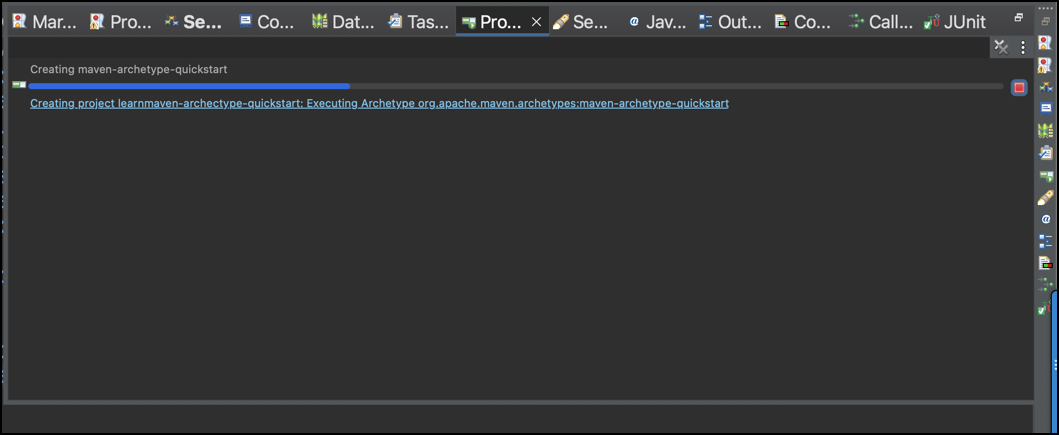 Mar... Pro... Se... Co... Dat... Tas... Pro... Se... Jav... Out... Co... Call... JUnit
Creating maven-archetype-quickstart
Creating project learnmaven-archectype-quickstart: Executing Archetype org.apache.maven.archetypes:maven-archetype-quickstart